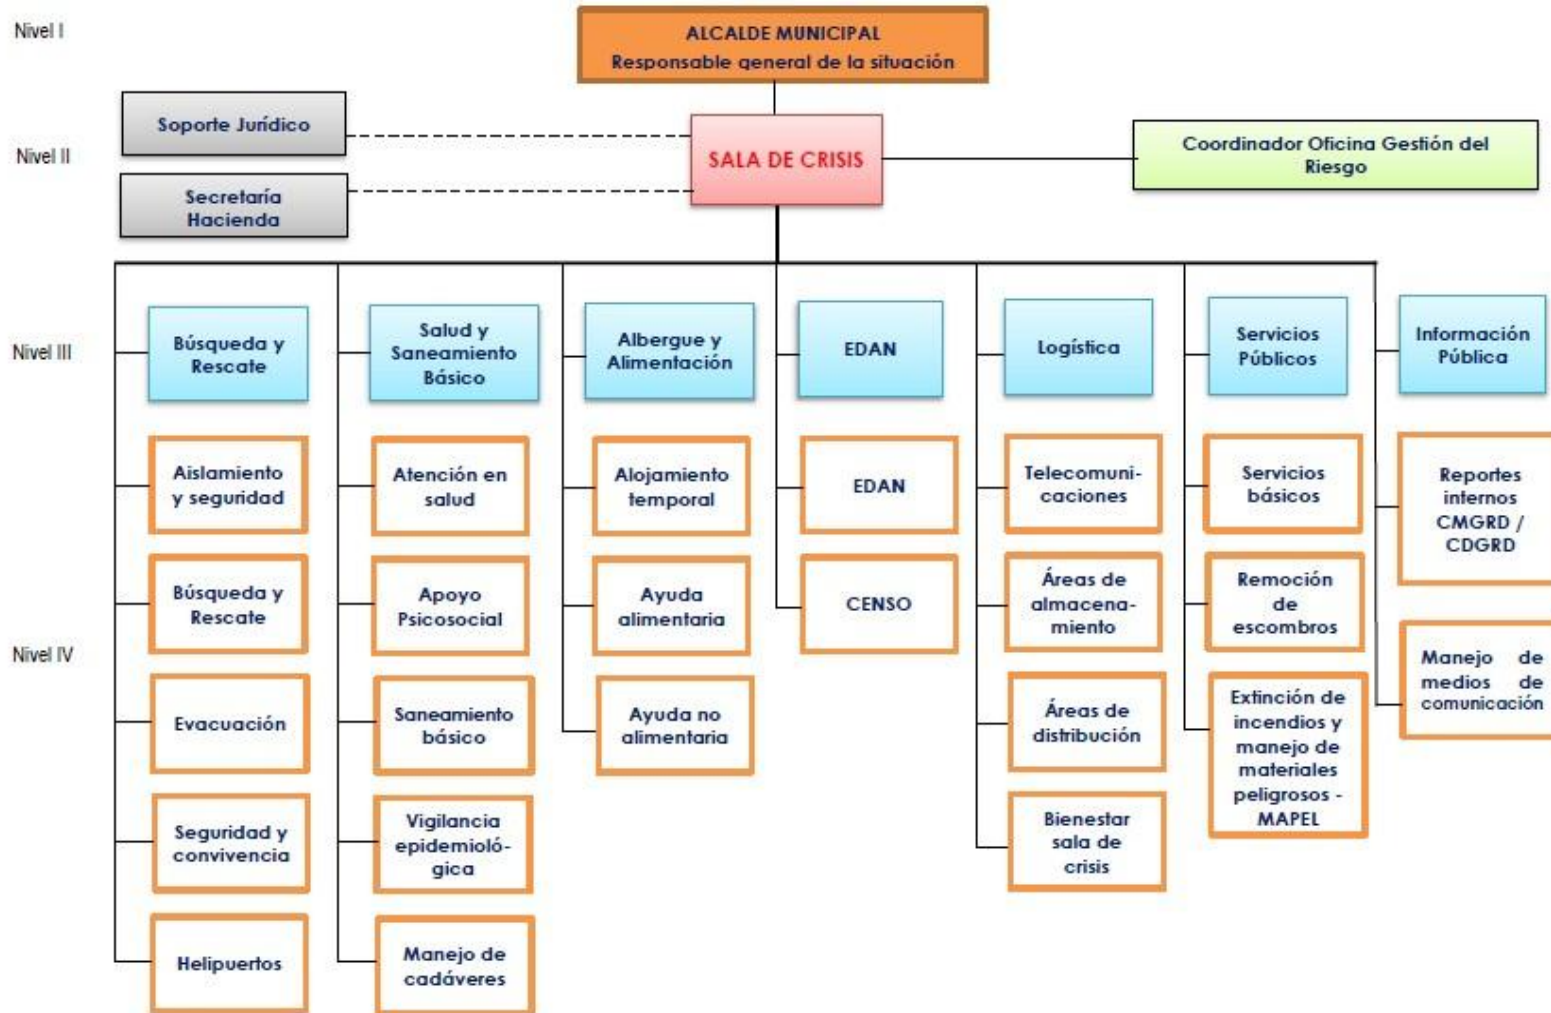 Nivel I
ALCALDE MUNICIPAL
Responsable general de la situación
Soporte Jurídico
Nivel II
SALA DE CRISIS
Coordinador Oficina Gestión del
Riesgo
Secretaría
Hacienda
Nivel III
Búsqueda y
Rescate
Salud y
Saneamiento
Básico
Albergue y
Alimentación
EDAN
Logística
Servicios
Públicos
Información
Pública
Nivel IV
Aislamiento
y seguridad
Búsqueda y
Rescate
Evacuación
Seguridad y
convivencia
Helipuertos
Atención en
salud
Apoyo
Psicosocial
Saneamiento
básico
Vigilancia
epidemioló-
gica
Manejo de
cadáveres
Alojamiento
temporal
Ayuda
alimentaria
Ayuda no
alimentaria
EDAN
CENSO
Telecomuni-
caciones
Áreas de
almacena-
miento
Áreas de
distribución
Bienestar
sala de
crisis
Servicios
básicos
Remoción
de
escombros
Extinción de
incendios y
manejo de
materiales
peligrosos -
MAPEL
Reportes
internos
CMGRD /
CDGRD
Manejo de
medios de
comunicación